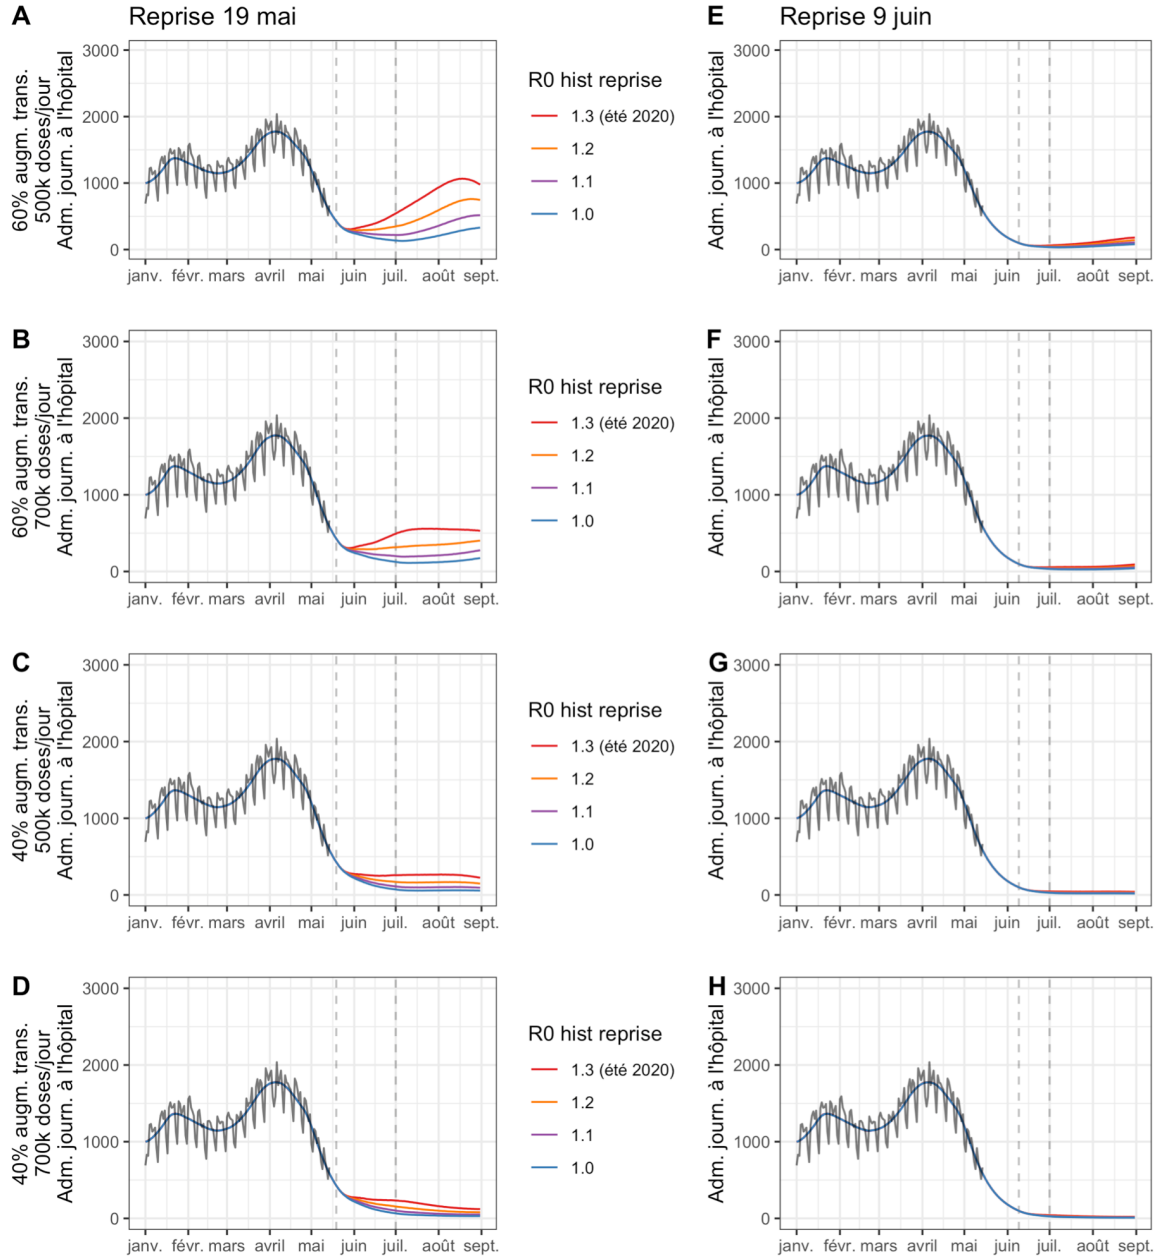 A
Reprise 19 mai
60% augm. trans.
500k doses/jour
Adm. journ. à l'hôpital
3000
2000
1000
0
janv. févr. mars avril mai juin juil. août sept.
R0 hist reprise
1.3 (été 2020)
1.2
1.1
1.0
E
Reprise 9 juin
Adm. journ. à l'hôpital
3000
2000
1000
0
janv. févr. mars avril mai juin juil. août sept.
B
60% augm. trans.
700k doses/jour
Adm. journ. à l'hôpital
3000
2000
1000
0
janv. févr. mars avril mai juin juil. août sept.
R0 hist reprise
1.3 (été 2020)
1.2
1.1
1.0
F
Adm. journ. à l'hôpital
3000
2000
1000
0
janv. févr. mars avril mai juin juil. août sept.
C
40% augm. trans.
500k doses/jour
Adm. journ. à l'hôpital
3000
2000
1000
0
janv. févr. mars avril mai juin juil. août sept.
R0 hist reprise
1.3 (été 2020)
1.2
1.1
1.0
G
Adm. journ. à l'hôpital
3000
2000
1000
0
janv. févr. mars avril mai juin juil. août sept.
D
40% augm. trans.
700k doses/jour
Adm. journ. à l'hôpital
3000
2000
1000
0
janv. févr. mars avril mai juin juil. août sept.
R0 hist reprise
1.3 (été 2020)
1.2
1.1
1.0
H
Adm. journ. à l'hôpital
3000
2000
1000
0
janv. févr. mars avril mai juin juil. août sept.